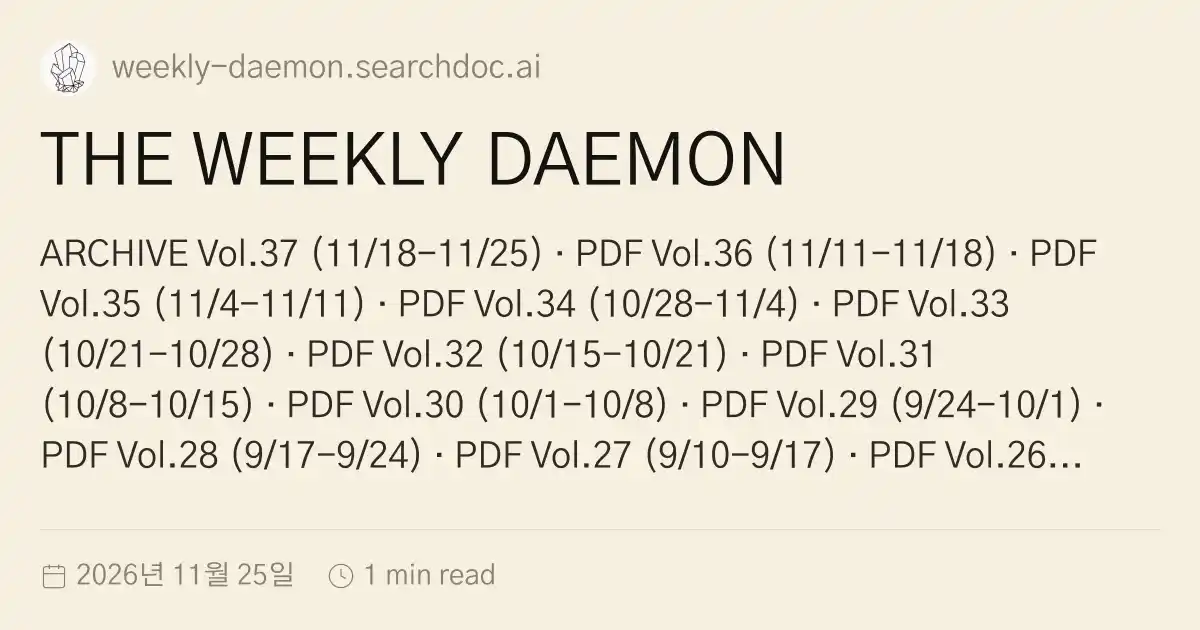 weekly-daemon.searchdoc.ai
THE WEEKLY DAEMON
ARCHIVE Vol.37 (11/18–11/25) · PDF Vol.36 (11/11–11/18) · PDF
Vol.35 (11/4–11/11) · PDF Vol.34 (10/28–11/4) · PDF Vol.33
(10/21–10/28) · PDF Vol.32 (10/15–10/21) · PDF Vol.31
(10/8–10/15) · PDF Vol.30 (10/1–10/8) · PDF Vol.29 (9/24–10/1) ·
PDF Vol.28 (9/17–9/24) · PDF Vol.27 (9/10–9/17) · PDF Vol.26...
2026년 11월 25일 1 min read